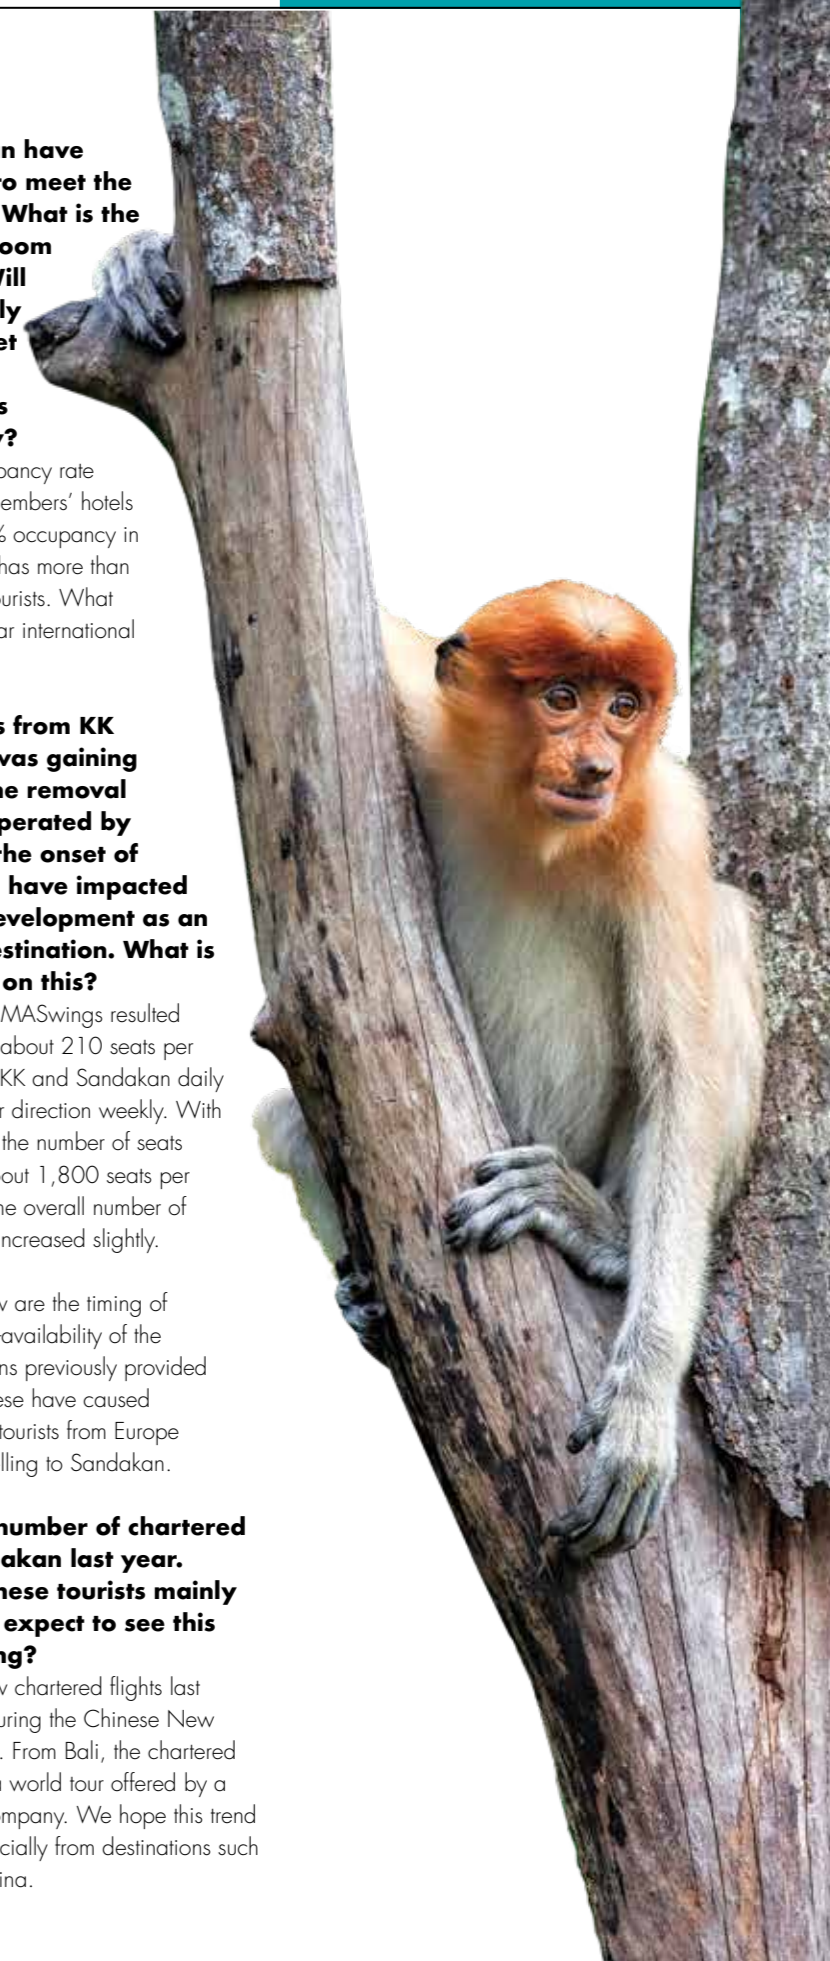 n have
to meet the
What is the
oom
ill
ly
et
s
?
pancy rate
embers’ hotels
% occupancy in
has more than
urists. What
ar international
s from KK
was gaining
he removal
perated by
the onset of
have impacted
evelopment as an
estination. What is
on this?
MASwings resulted
about 210 seats per
KK and Sandakan daily
r direction weekly. With
the number of seats
out 1,800 seats per
he overall number of
increased slightly.
are the timing of
availability of the
ns previously provided
ese have caused
tourists from Europe
lling to Sandakan.
number of chartered
akan last year.
nese tourists mainly
expect to see this
ng?
chartered flights last
uring the Chinese New
. From Bali, the chartered
world tour offered by a
ompany. We hope this trend
cially from destinations such
ina.